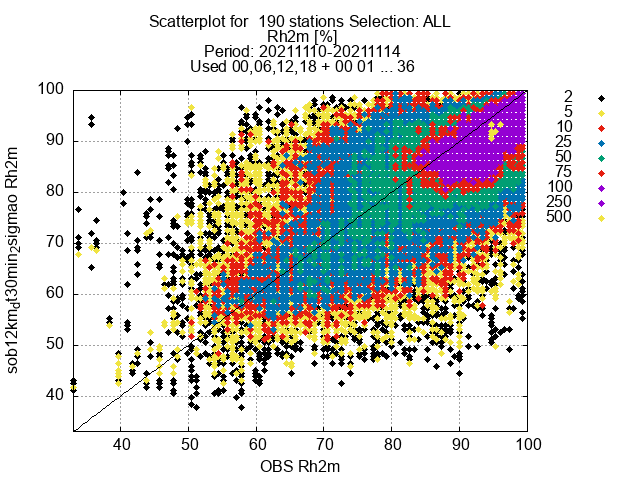 Scatterplot for  190 stations Selection: ALL
Rh2m [%]
Period: 20211110-20211114
Used 00,06,12,18 + 00 01 ... 36
sob12km_dt30min_2sigmao Rh2m
100
90
80
70
60
50
40
40 50 60 70 80 90 100
OBS Rh2m
2
5
10
25
50
75
100
250
500